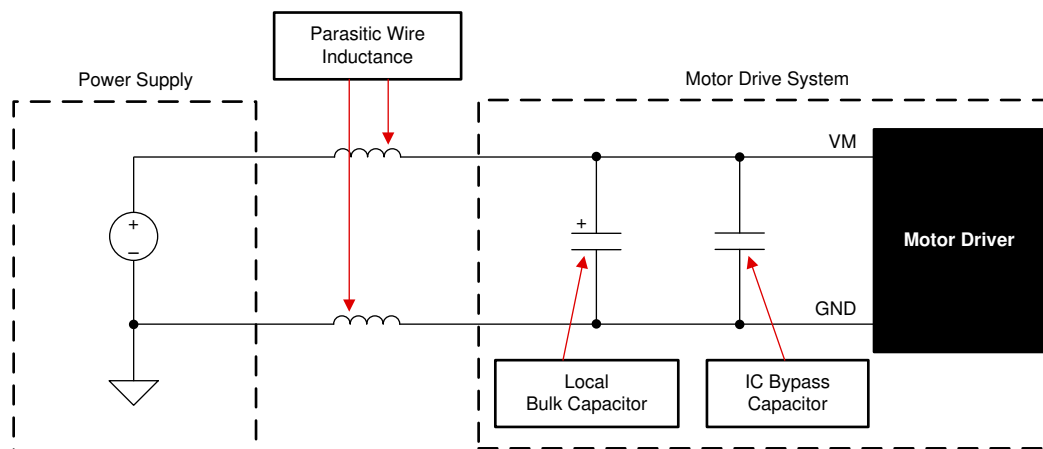 Parasitic Wire
Inductance
Power Supply
Motor Drive System
VM
+
–
+
Motor Driver
GND
Local
Bulk Capacitor
IC Bypass
Capacitor